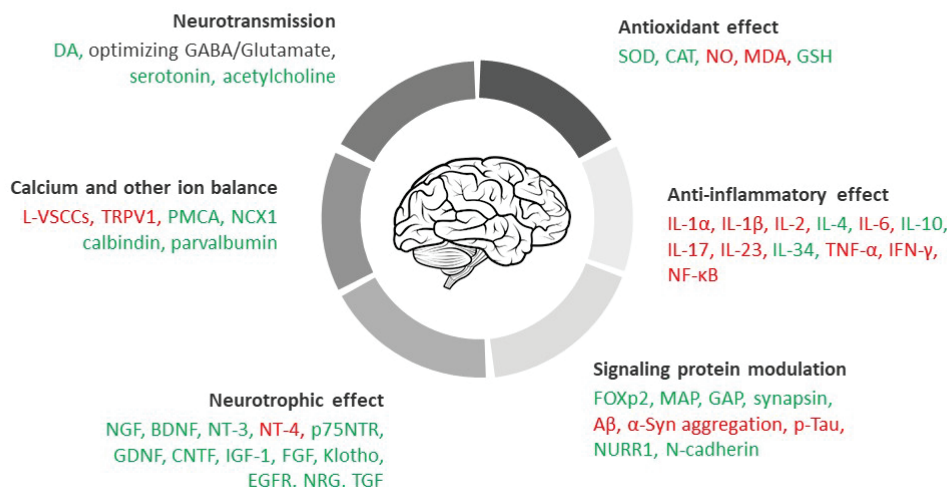 Neurotransmission
DA, optimizing GABA/Glutamate,
serotonin, acetylcholine
Antioxidant effect
SOD, CAT, NO, MDA, GSH
Calcium and other ion balance
L-VSCCs, TRPV1, PMCA, NCX1
calbindin, parvalbumin
Anti-inflammatory effect
IL-1α, IL-1β, IL-2, IL-4, IL-6, IL-10,
IL-17, IL-23, IL-34, TNF-α, IFN-γ,
NF-κB
Neurotrophic effect
NGF, BDNF, NT-3, NT-4, p75NTR,
GDNF, CNTF, IGF-1, FGF, Klotho,
EGFR, NRG, TGF
Signaling protein modulation
FOXp2, MAP, GAP, synapsin,
Aβ, α-Syn aggregation, p-Tau,
NURR1, N-cadherin